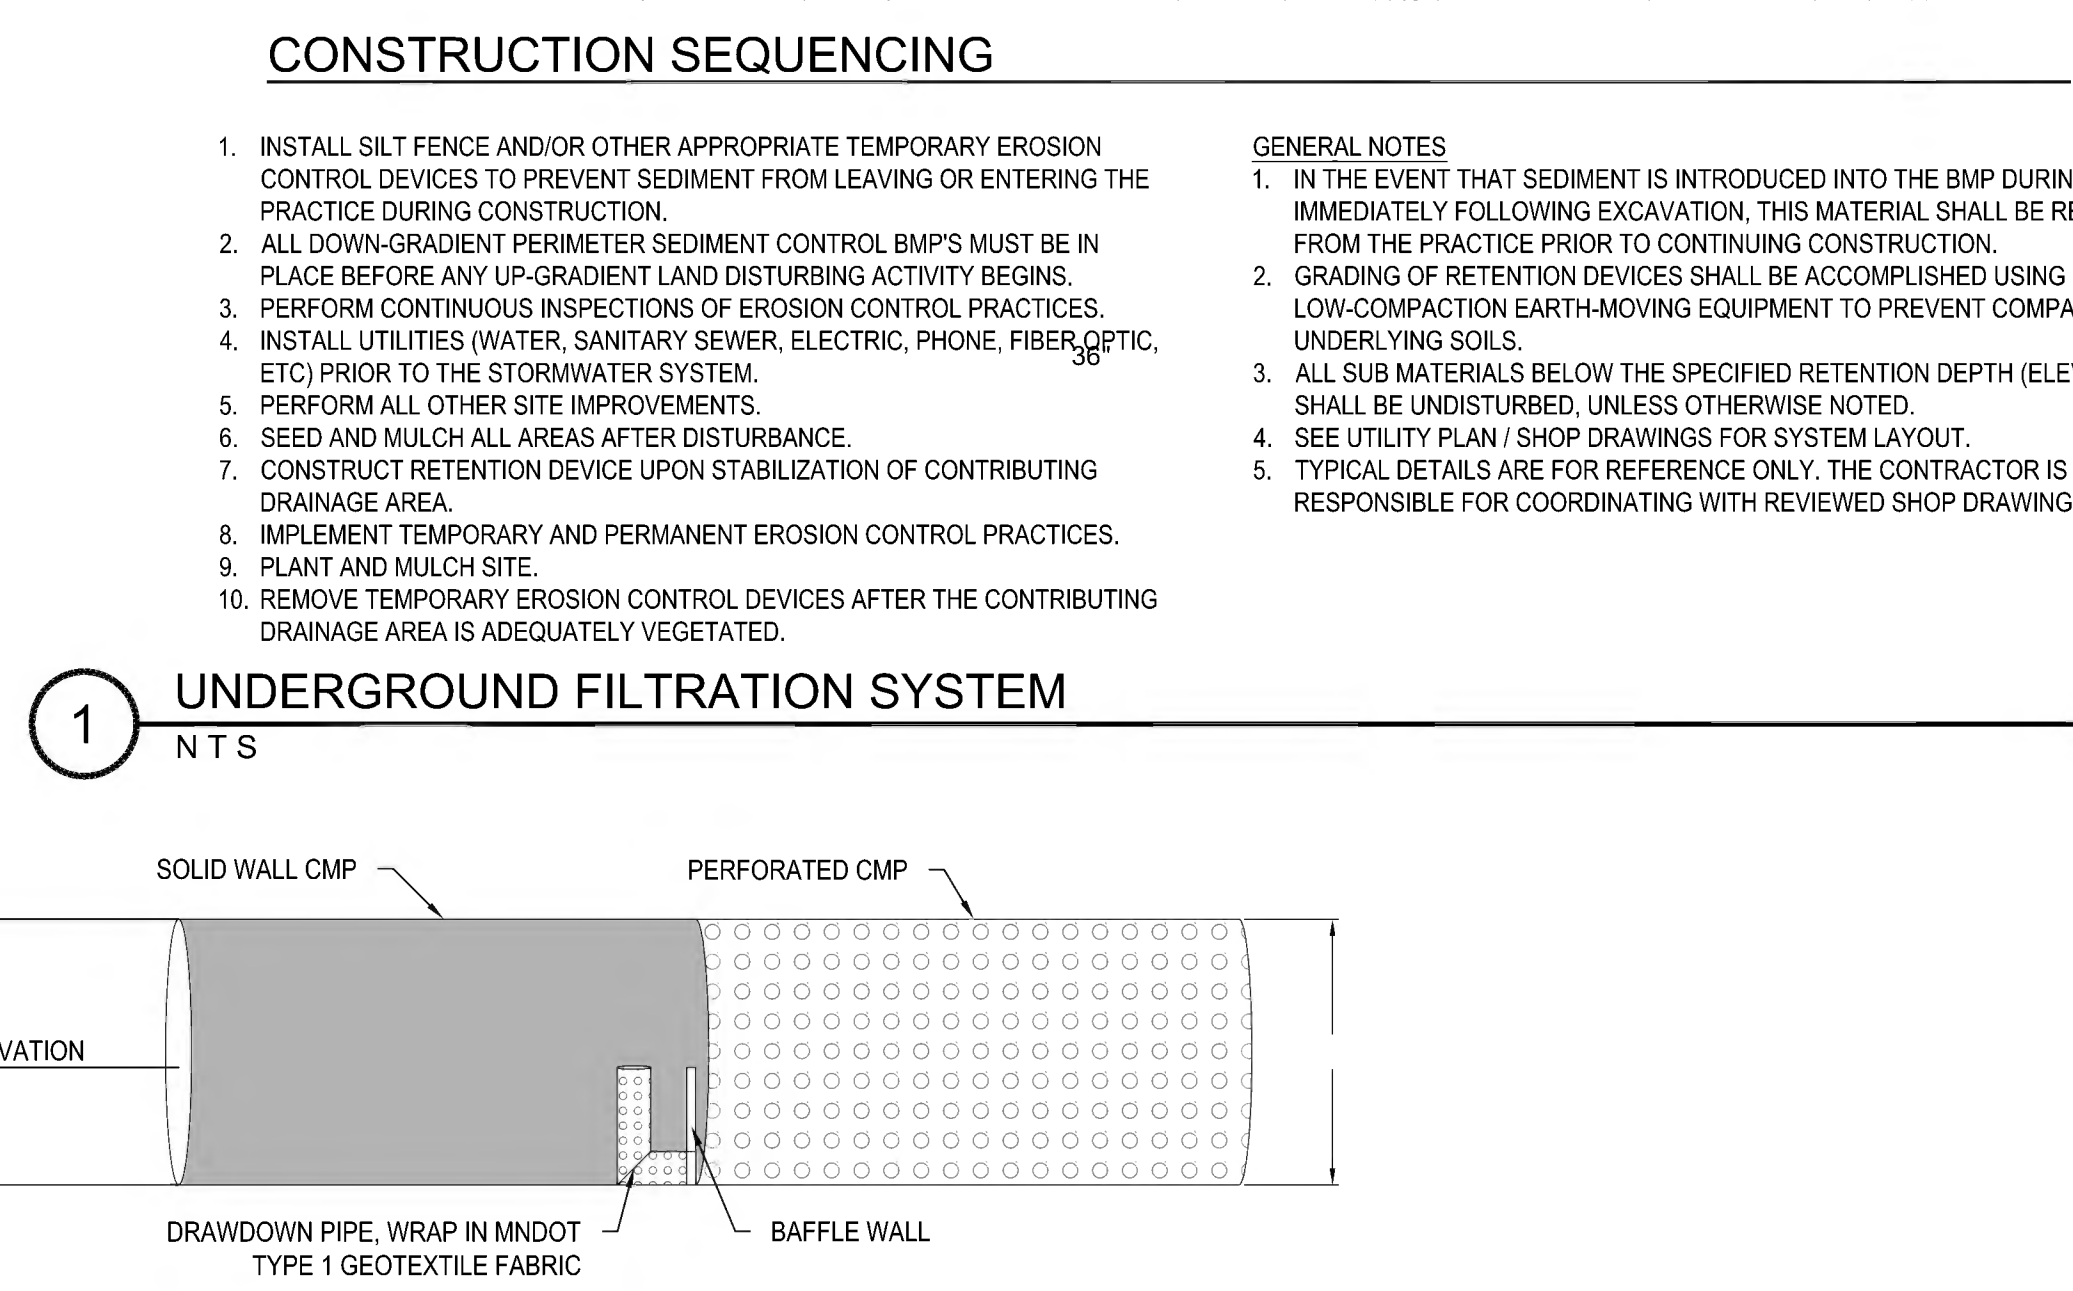 CONSTRUCTION SEQUENCING
1. INSTALL SILT FENCE AND/OR OTHER APPROPRIATE TEMPORARY EROSION
CONTROL DEVICES TO PREVENT SEDIMENT FROM LEAVING OR ENTERING THE
PRACTICE DURING CONSTRUCTION.
2. ALL DOWN-GRADIENT PERIMETER SEDIMENT CONTROL BMP'S MUST BE IN
PLACE BEFORE ANY UP-GRADIENT LAND DISTURBING ACTIVITY BEGINS.
3. PERFORM CONTINUOUS INSPECTIONS OF EROSION CONTROL PRACTICES.
4. INSTALL UTILITIES (WATER, SANITARY SEWER, ELECTRIC, PHONE, FIBER OPTIC,
36"
ETC) PRIOR TO THE STORMWATER SYSTEM.
5. PERFORM ALL OTHER SITE IMPROVEMENTS.
6. SEED AND MULCH ALL AREAS AFTER DISTURBANCE.
7. CONSTRUCT RETENTION DEVICE UPON STABILIZATION OF CONTRIBUTING
DRAINAGE AREA.
8. IMPLEMENT TEMPORARY AND PERMANENT EROSION CONTROL PRACTICES.
9. PLANT AND MULCH SITE.
10. REMOVE TEMPORARY EROSION CONTROL DEVICES AFTER THE CONTRIBUTING
DRAINAGE AREA IS ADEQUATELY VEGETATED.
GENERAL NOTES
1. IN THE EVENT THAT SEDIMENT IS INTRODUCED INTO THE BMP DURIN
IMMEDIATELY FOLLOWING EXCAVATION, THIS MATERIAL SHALL BE RE
FROM THE PRACTICE PRIOR TO CONTINUING CONSTRUCTION.
2. GRADING OF RETENTION DEVICES SHALL BE ACCOMPLISHED USING
LOW-COMPACTION EARTH-MOVING EQUIPMENT TO PREVENT COMPA
UNDERLYING SOILS.
3. ALL SUB MATERIALS BELOW THE SPECIFIED RETENTION DEPTH (ELE
SHALL BE UNDISTURBED, UNLESS OTHERWISE NOTED.
4. SEE UTILITY PLAN / SHOP DRAWINGS FOR SYSTEM LAYOUT.
5. TYPICAL DETAILS ARE FOR REFERENCE ONLY. THE CONTRACTOR IS
RESPONSIBLE FOR COORDINATING WITH REVIEWED SHOP DRAWING
1
UNDERGROUND FILTRATION SYSTEM
NTS
SOLID WALL CMP
PERFORATED CMP
VATION
DRAWDOWN PIPE, WRAP IN MNDOT
TYPE 1 GEOTEXTILE FABRIC
BAFFLE WALL